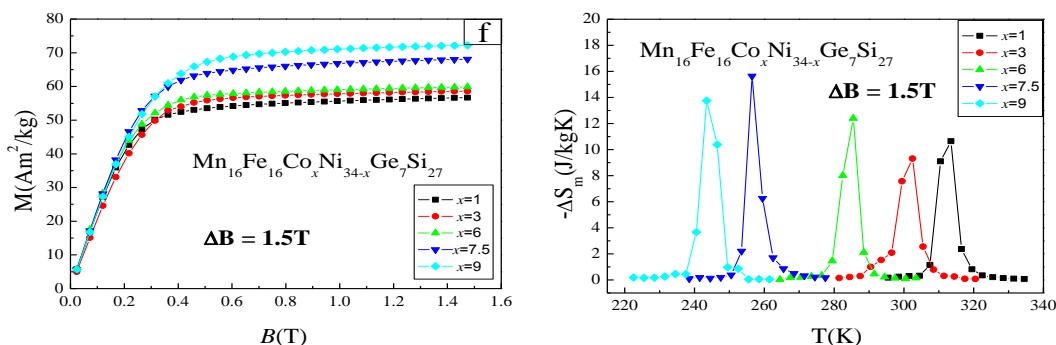 f
80
70
60
50
40
30
20
10
0
M(Am²/kg)
Mn₁₆Fe₁₆CoₓNi₃₄₋ₓGe₇Si₂₇
ΔB = 1.5T
x=1
x=3
x=6
x=7.5
x=9
0.0 0.2 0.4 0.6 0.8 1.0 1.2 1.4 1.6
B(T)
20
18
16
14
12
10
8
6
4
2
0
-ΔSₘ(J/kgK)
Mn₁₆Fe₁₆CoₓNi₃₄₋ₓGe₇Si₂₇
ΔB = 1.5T
x=1
x=3
x=6
x=7.5
x=9
220 240 260 280 300 320 340
T(K)